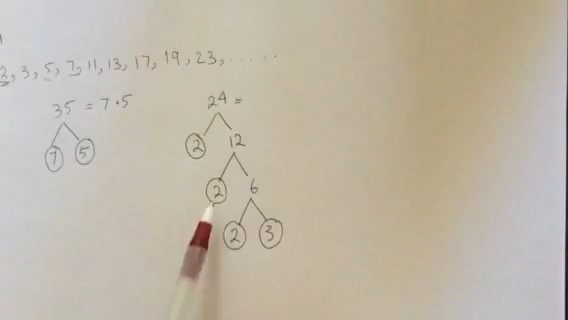 2, 3, 5, 7, 11, 13, 17, 19, 23, . . . . .
35 = 7 · 5
7 5
24 =
2 12
2 6
2 3